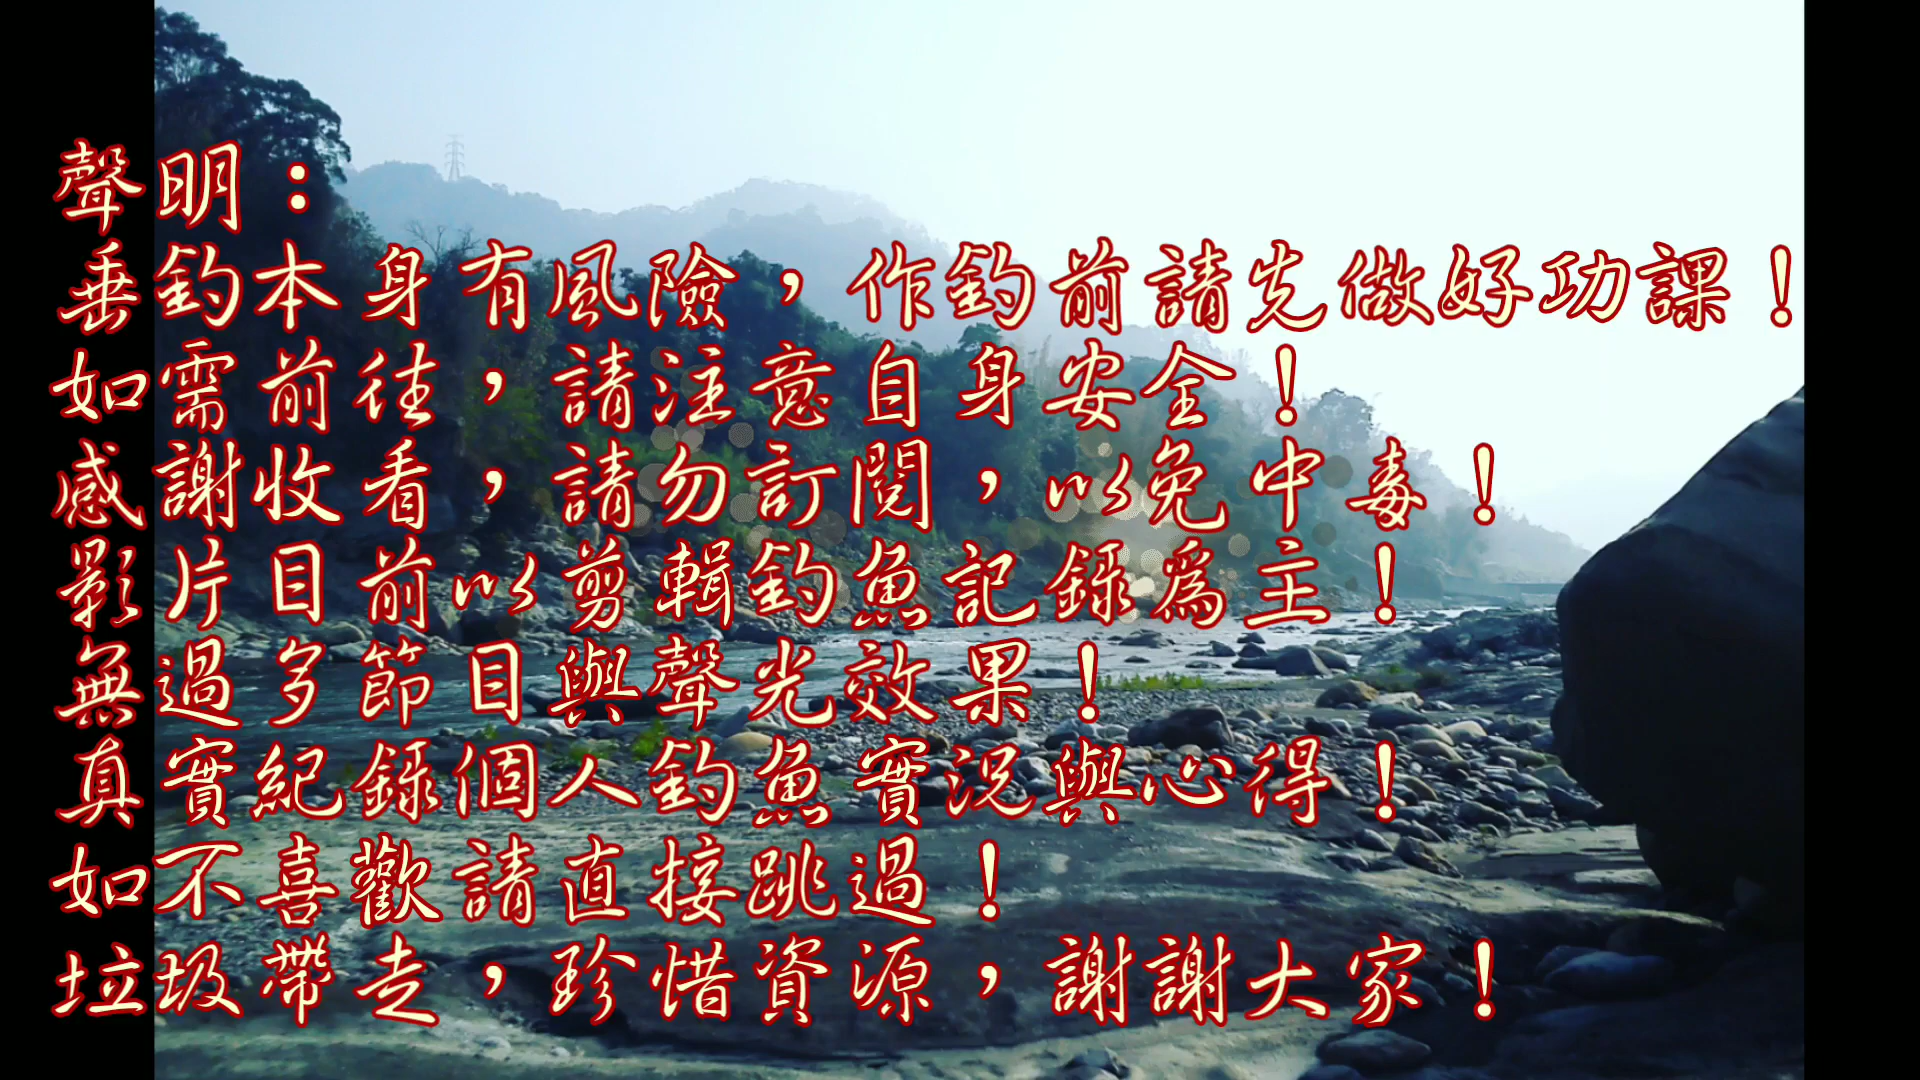 聲明：
垂釣本身有風險，作釣前請先做好功課！
如需前往，請注意自身安全！
感謝收看，請勿訂閱，以免中毒！
影片目前以剪輯釣魚記錄為主！
無過多節目與聲光效果！
真實紀錄個人釣魚實況與心得！
如不喜歡請直接跳過！
垃圾帶走，珍惜資源，謝謝大家！